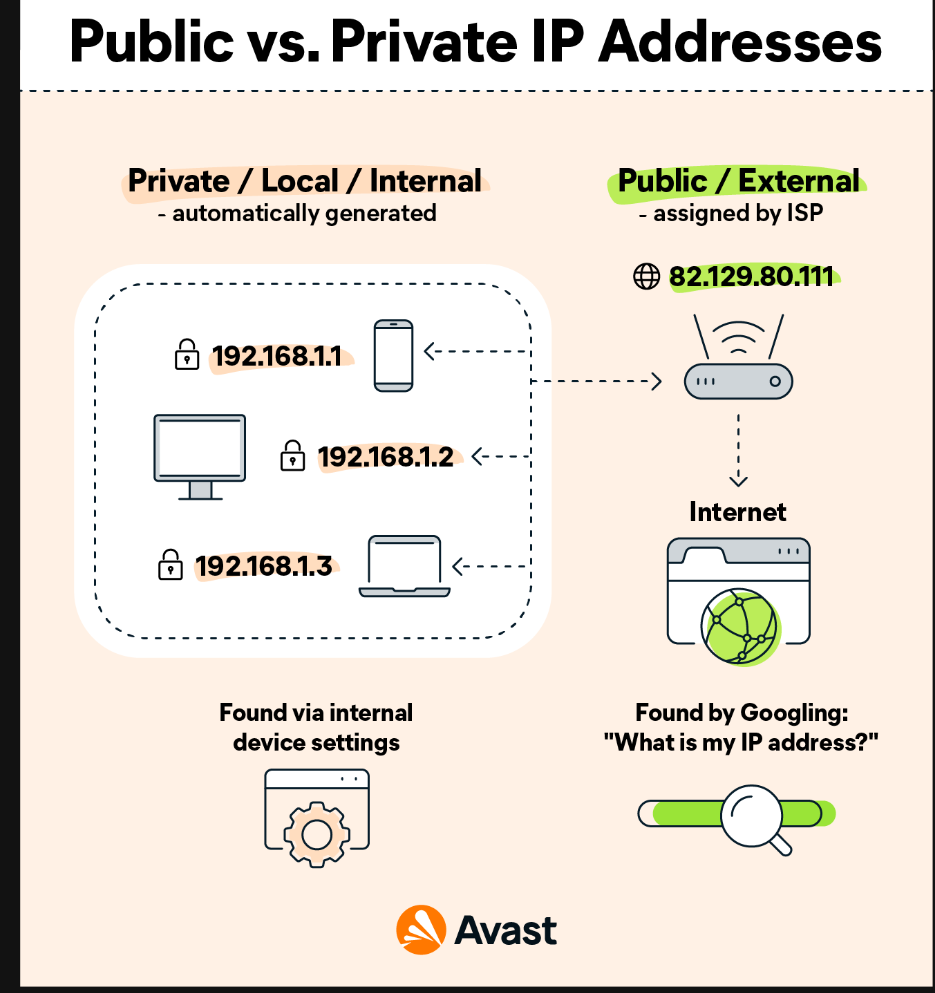 Public vs. Private IP Addresses
Private / Local / Internal
- automatically generated
Public / External
- assigned by ISP
82.129.80.111
192.168.1.1
192.168.1.2
192.168.1.3
Internet
Found via internal
device settings
Found by Googling:
"What is my IP address?"
Avast